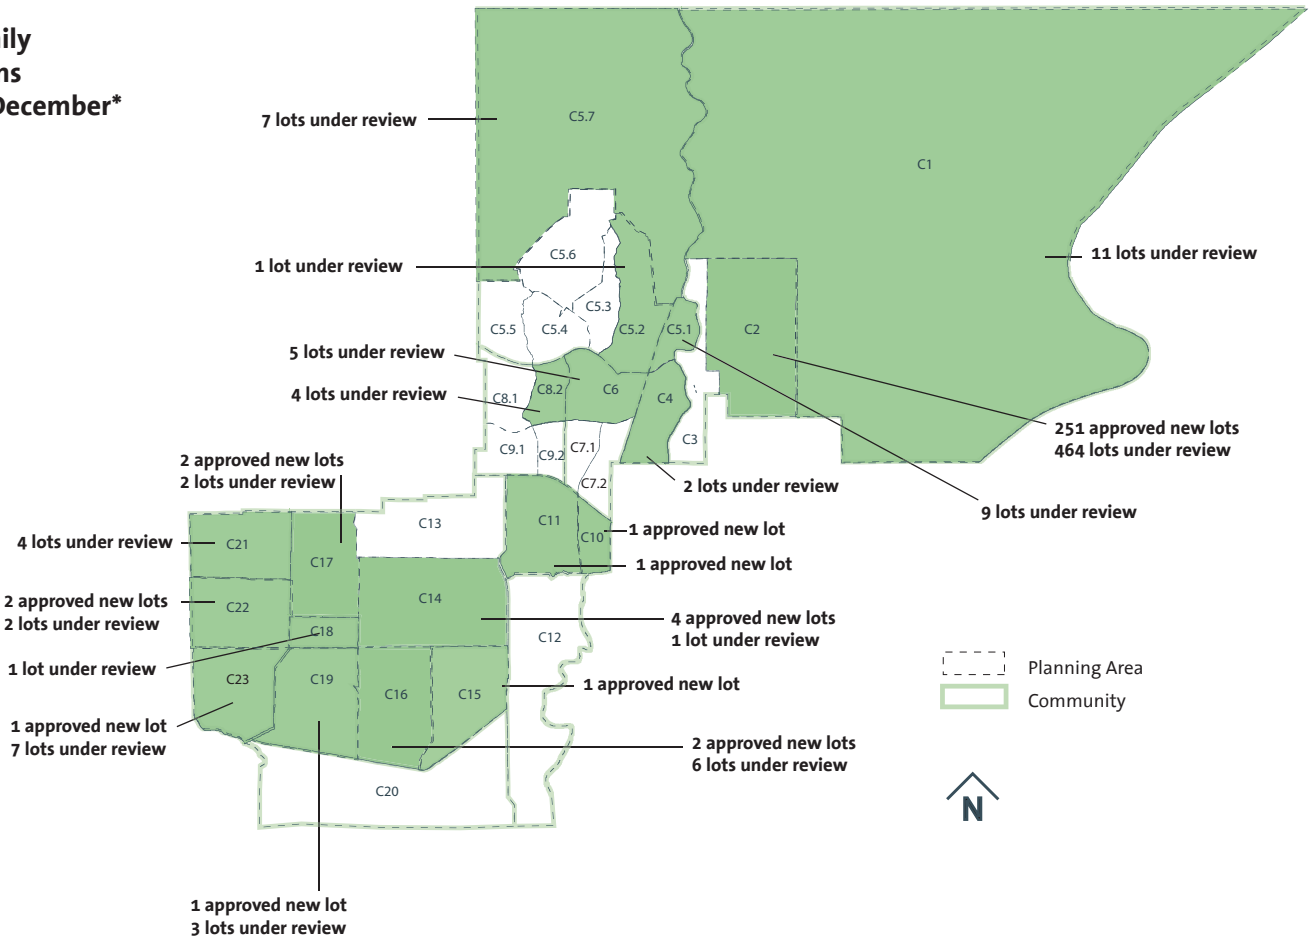 December*
7 lots under review
C5.7
C1
C5.6
1 lot under review
11 lots under review
C5.3
C5.5
C5.4
C5.2
C5.1
C2
5 lots under review
C8.2
C6
4 lots under review
C8.1
C4
251 approved new lots
464 lots under review
C3
C9.1
C9.2
C7.1
2 approved new lots
2 lots under review
C7.2
2 lots under review
9 lots under review
C13
C11
C10
1 approved new lot
4 lots under review
C21
C17
1 approved new lot
2 approved new lots
2 lots under review
C22
C14
4 approved new lots
1 lot under review
C18
C12
1 lot under review
C23
C19
C16
C15
1 approved new lot
Planning Area
Community
1 approved new lot
7 lots under review
2 approved new lots
6 lots under review
C20
N
1 approved new lot
3 lots under review